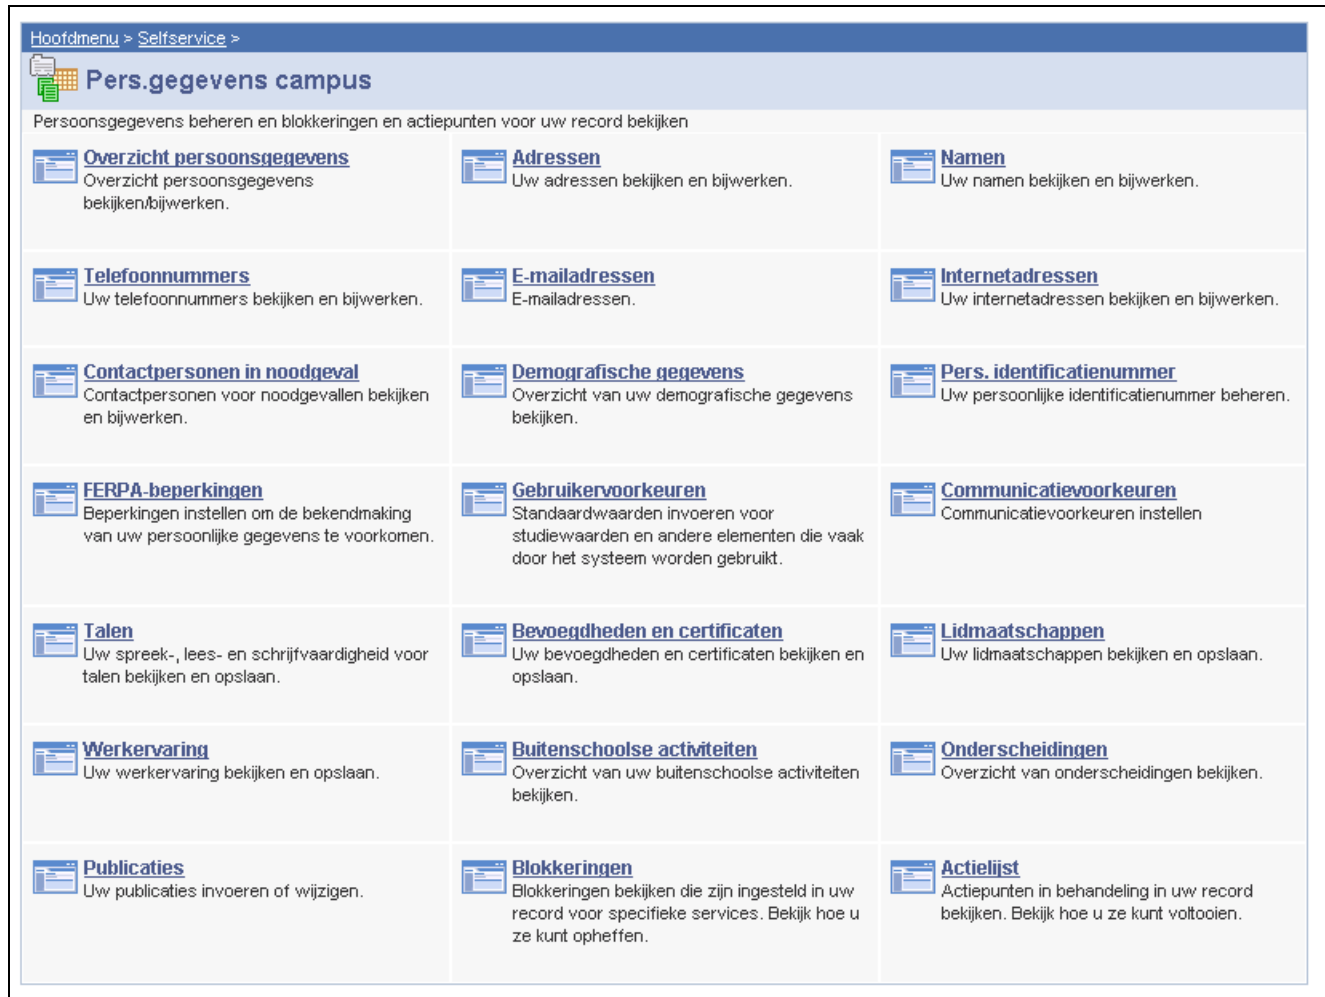 Hoofdmenu > Selfservice >
Pers.gegevens campus
Persoonsgegevens beheren en blokkeringen en actiepunten voor uw record bekijken
Overzicht persoonsgegevens
Overzicht persoonsgegevens
bekijken/bijwerken.
Adressen
Uw adressen bekijken en bijwerken.
Namen
Uw namen bekijken en bijwerken.
Telefoonnummers
Uw telefoonnummers bekijken en bijwerken.
E-mailadressen
E-mailadressen.
Internetadressen
Uw internetadressen bekijken en bijwerken.
Contactpersonen in noodgeval
Contactpersonen voor noodgevallen bekijken
en bijwerken.
Demografische gegevens
Overzicht van uw demografische gegevens
bekijken.
Pers. identificatienummer
Uw persoonlijke identificatienummer beheren.
FERPA-beperkingen
Beperkingen instellen om de bekendmaking
van uw persoonlijke gegevens te voorkomen.
Gebruikervoorkeuren
Standaardwaarden invoeren voor
studiewaarden en andere elementen die vaak
door het systeem worden gebruikt.
Communicatievoorkeuren
Communicatievoorkeuren instellen
Talen
Uw spreek-, lees- en schrijfvaardigheid voor
talen bekijken en opslaan.
Bevoegdheden en certificaten
Uw bevoegdheden en certificaten bekijken en
opslaan.
Lidmaatschappen
Uw lidmaatschappen bekijken en opslaan.
Werkervaring
Uw werkervaring bekijken en opslaan.
Buitenschoolse activiteiten
Overzicht van uw buitenschoolse activiteiten
bekijken.
Onderscheidingen
Overzicht van onderscheidingen bekijken.
Publicaties
Uw publicaties invoeren of wijzigen.
Blokkeringen
Blokkeringen bekijken die zijn ingesteld in uw
record voor specifieke services. Bekijk hoe u
ze kunt opheffen.
Actielijst
Actiepunten in behandeling in uw record
bekijken. Bekijk hoe u ze kunt voltooien.